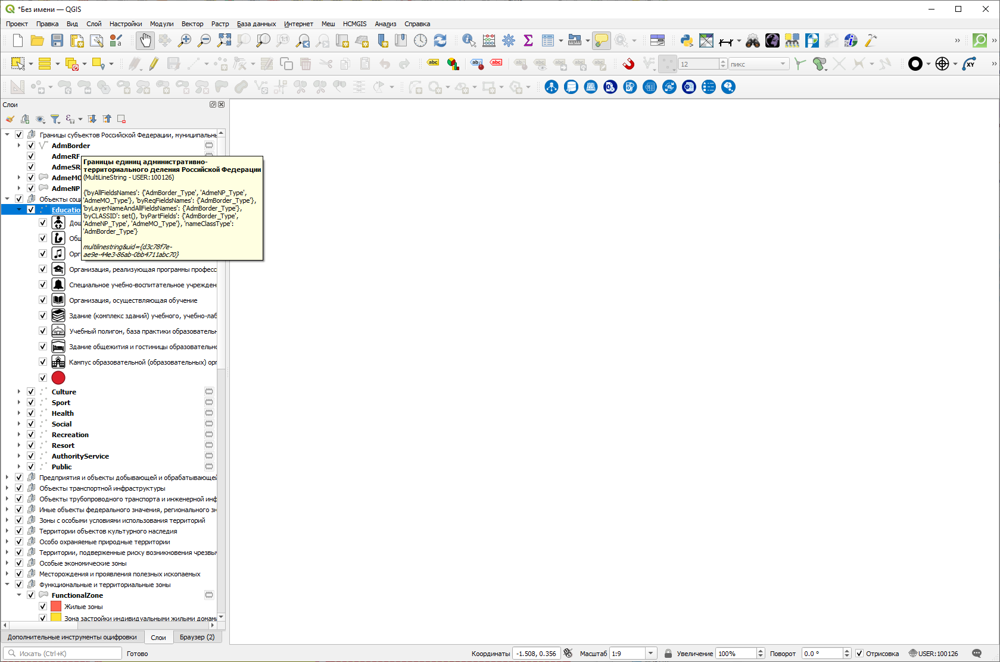 *Без имени — QGIS
Проект Правка Вид Слой Настройки Модули Вектор Растр База данных Интернет Меш HCMGIS Анализ Справка
abc abc abc 12 пикс XY
Слои
Границы субъектов Российской Федерации, муниципальны
AdmBorder
AdmeRF
AdmeSR
AdmeMO
AdmeNP
Объекты соци
Educatio
Дош
Общ
Орг
Границы единиц административно-
территориального деления Российской Федерации
(MultiLineString - USER:100126)
{'byAllFieldsNames': {'AdmBorder_Type', 'AdmeNP_Type',
'AdmeMO_Type'}, 'byReqFieldsNames': {'AdmBorder_Type'},
'byLayerNameAndAllFieldsNames': {'AdmBorder_Type'},
'byCLASSID': set(), 'byPartFields': {'AdmBorder_Type',
'AdmeNP_Type', 'AdmeMO_Type'}, 'nameClassType':
'AdmBorder_Type'}
multilinestring&uid={d3c78f7e-
ae9e-44e3-86ab-0bb4711abc70}
Организация, реализующая программы професс
Специальное учебно-воспитательное учрежден
Организация, осуществляющая обучение
Здание (комплекс зданий) учебного, учебно-лаб
Учебный полигон, база практики образовательн
Здание общежития и гостиницы образовательно
Кампус образовательной (образовательных) орг
Culture
Sport
Health
Social
Recreation
Resort
AuthorityService
Public
Предприятия и объекты добывающей и обрабатывающей
Объекты транспортной инфраструктуры
Объекты трубопроводного транспорта и инженерной инф
Иные объекты федерального значения, регионального зн
Зоны с особыми условиями использования территорий
Территории объектов культурного наследия
Особо охраняемые природные территории
Территории, подверженные риску возникновения чрезвыч
Особые экономические зоны
Месторождения и проявления полезных ископаемых
Функциональные и территориальные зоны
FunctionalZone
Жилые зоны
Зона застройки индивидуальными жилыми домами
Дополнительные инструменты оцифровки Слои Браузер (2)
Искать (Ctrl+K) Готово Координаты -1.508, 0.356 Масштаб 1:9 Увеличение 100% Поворот 0.0 ° Отрисовка USER:100126